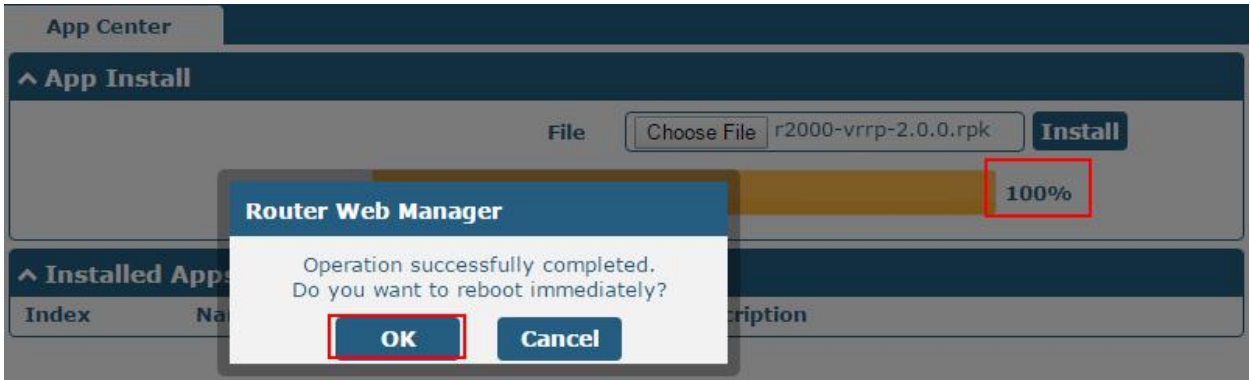 App Center
App Install
File Choose File r2000-vrrp-2.0.0.rpk Install
100%
Router Web Manager
Operation successfully completed.
Do you want to reboot immediately?
OK Cancel
Installed Apps
Index